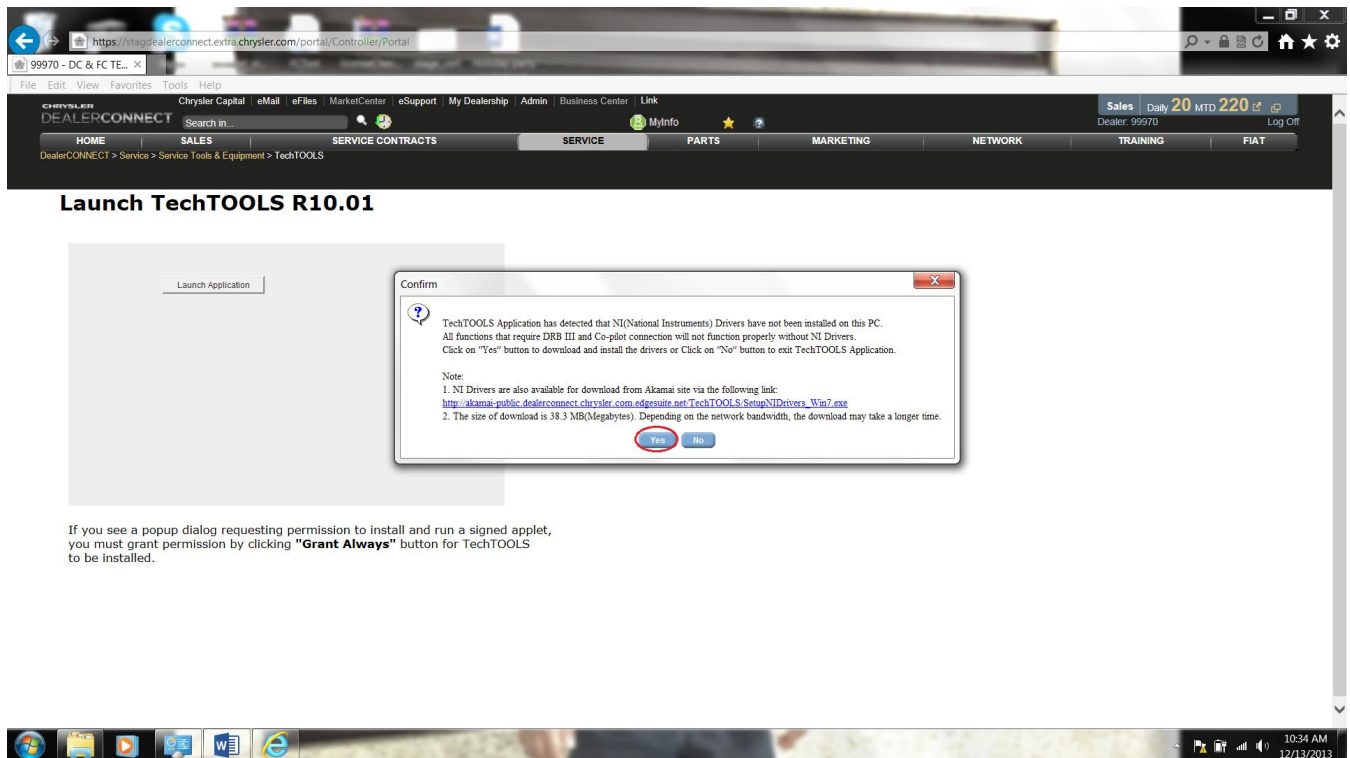 https://stagdealerconnect.extra.chrysler.com/portal/Controller/Portal
99970 - DC & FC TE...
File Edit View Favorites Tools Help
CHRYSLER
DEALERCONNECT
Chrysler Capital | eMail | eFiles | MarketCenter | eSupport | My Dealership | Admin | Business Center | Link
Search in...
MyInfo
Sales Daily 20 MTD 220
Dealer: 99970 Log Off
HOME SALES SERVICE CONTRACTS SERVICE PARTS MARKETING NETWORK TRAINING FIAT
DealerCONNECT > Service > Service Tools & Equipment > TechTOOLS
Launch TechTOOLS R10.01
Launch Application
Confirm
X
TechTOOLS Application has detected that NI(National Instruments) Drivers have not been installed on this PC.
All functions that require DRB III and Co-pilot connection will not function properly without NI Drivers.
Click on "Yes" button to download and install the drivers or Click on "No" button to exit TechTOOLS Application.
Note:
1. NI Drivers are also available for download from Akamai site via the following link:
http://akamai-public.dealerconnect.chrysler.com.edgesuite.net/TechTOOLS/SetupNIDrivers_Win7.exe
2. The size of download is 38.3 MB(Megabytes). Depending on the network bandwidth, the download may take a longer time.
Yes No
If you see a popup dialog requesting permission to install and run a signed applet,
you must grant permission by clicking "Grant Always" button for TechTOOLS
to be installed.
10:34 AM
12/13/2013